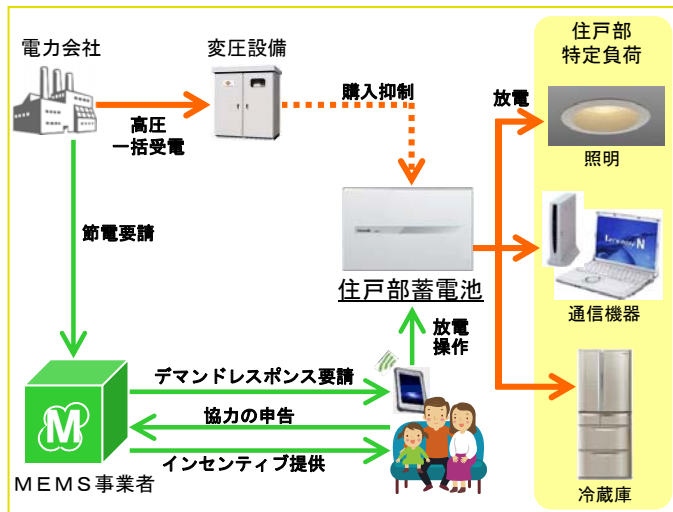 電力会社
変圧設備
住戸部
特定負荷
購入抑制
放電
高圧
一括受電
照明
節電要請
住戸部蓄電池
通信機器
放電
操作
デマンドレスポンス要請
協力の申告
M
インセンティブ提供
MEMS事業者
冷蔵庫